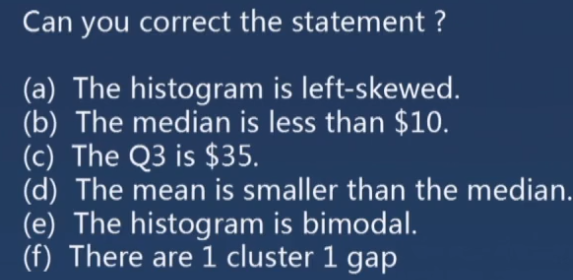 Can you correct the statement ?
(a) The histogram is left-skewed.
(b) The median is less than $10.
(c) The Q3 is $35.
(d) The mean is smaller than the median.
(e) The histogram is bimodal.
(f) There are 1 cluster 1 gap